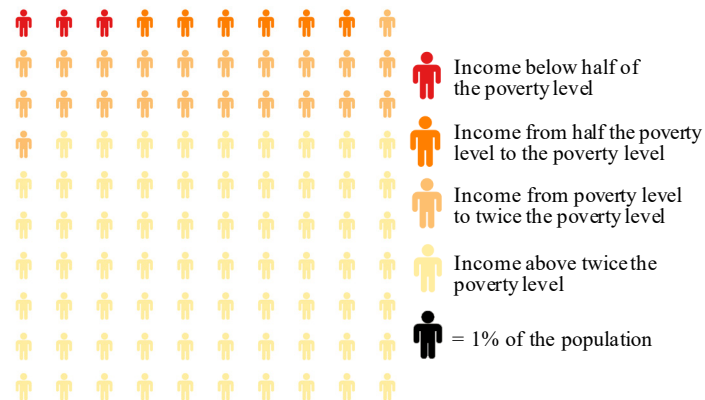 Income below half of
the poverty level
Income from half the poverty
level to the poverty level
Income from poverty level
to twice the poverty level
Income above twice the
poverty level
= 1% of the population